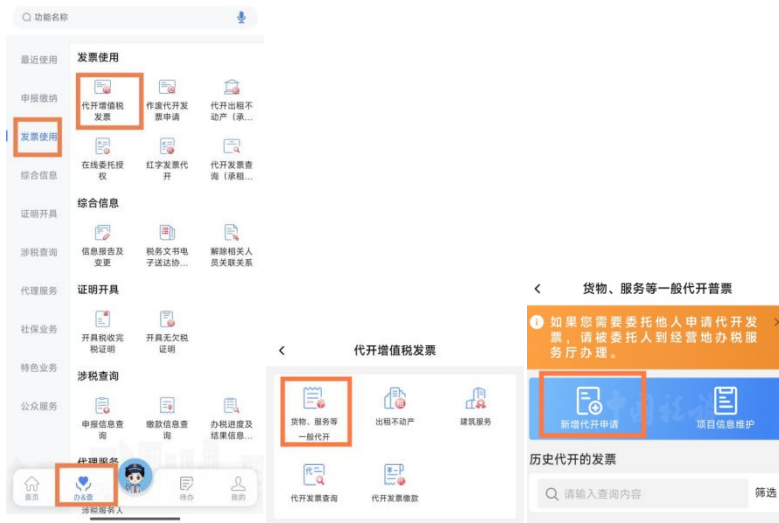 功能名称
最近使用
申报缴纳
发票使用
综合信息
证明开具
涉税查询
代理服务
社保业务
特色业务
公众服务
发票使用
代开增值税
发票
作废代开发
票申请
代开出租不
动产（承...
在线委托授
权
红字发票代
开
代开发票查
询（承租...
综合信息
信息报告及
变更
税务文书电
子送达协...
解除相关人
员关联关系
证明开具
开具税收完
税证明
开具无欠税
证明
涉税查询
申报信息查
询
缴款信息查
询
办税进度及
结果信息...
代理服务
首页
办&查
待办
我的
涉税服务人
代开增值税发票
货物、服务等
一般代开
出租不动产
建筑服务
代开发票查询
代开发票缴款
货物、服务等一般代开普票
如果您需要委托他人申请代开发
票，请被委托人到经营地办税服
务厅办理。
新增代开申请
项目信息维护
历史代开的发票
请输入查询内容
筛选